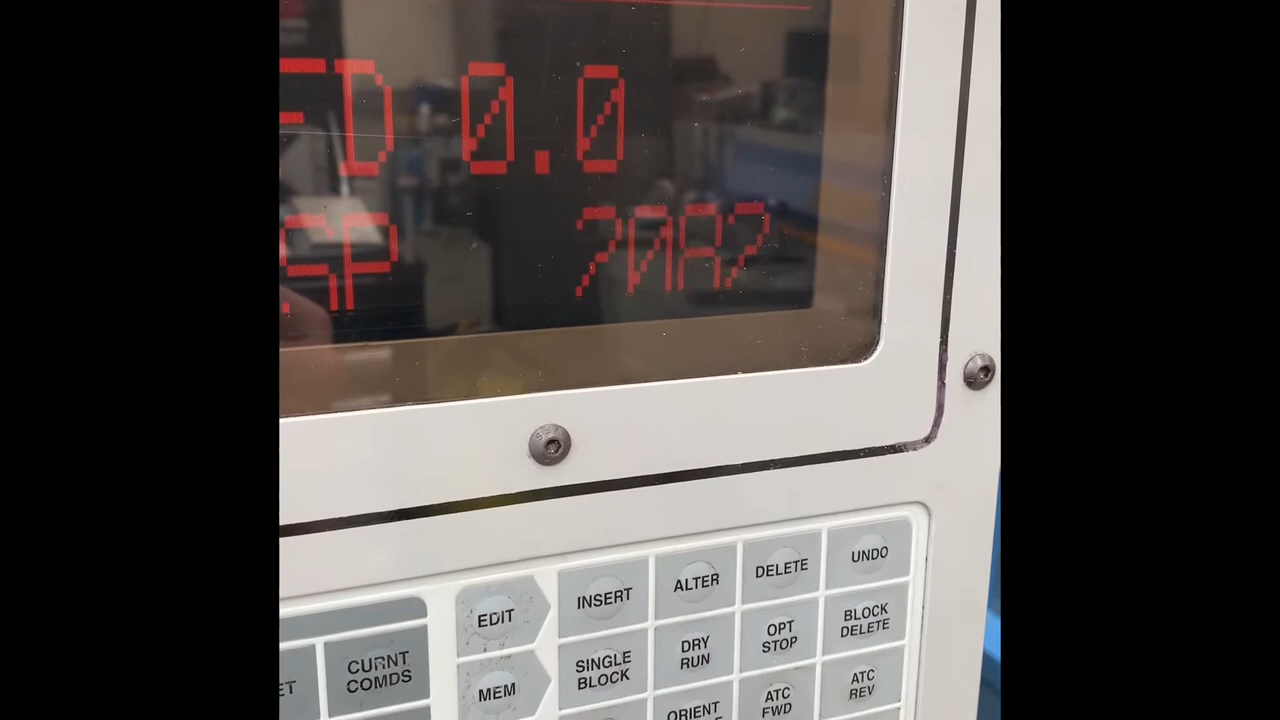 0.0
SP
EDIT INSERT ALTER DELETE UNDO
CURNT
COMDS
MEM
SINGLE
BLOCK
DRY
RUN
OPT
STOP
BLOCK
DELETE
ORIENT
ATC
FWD
ATC
REV